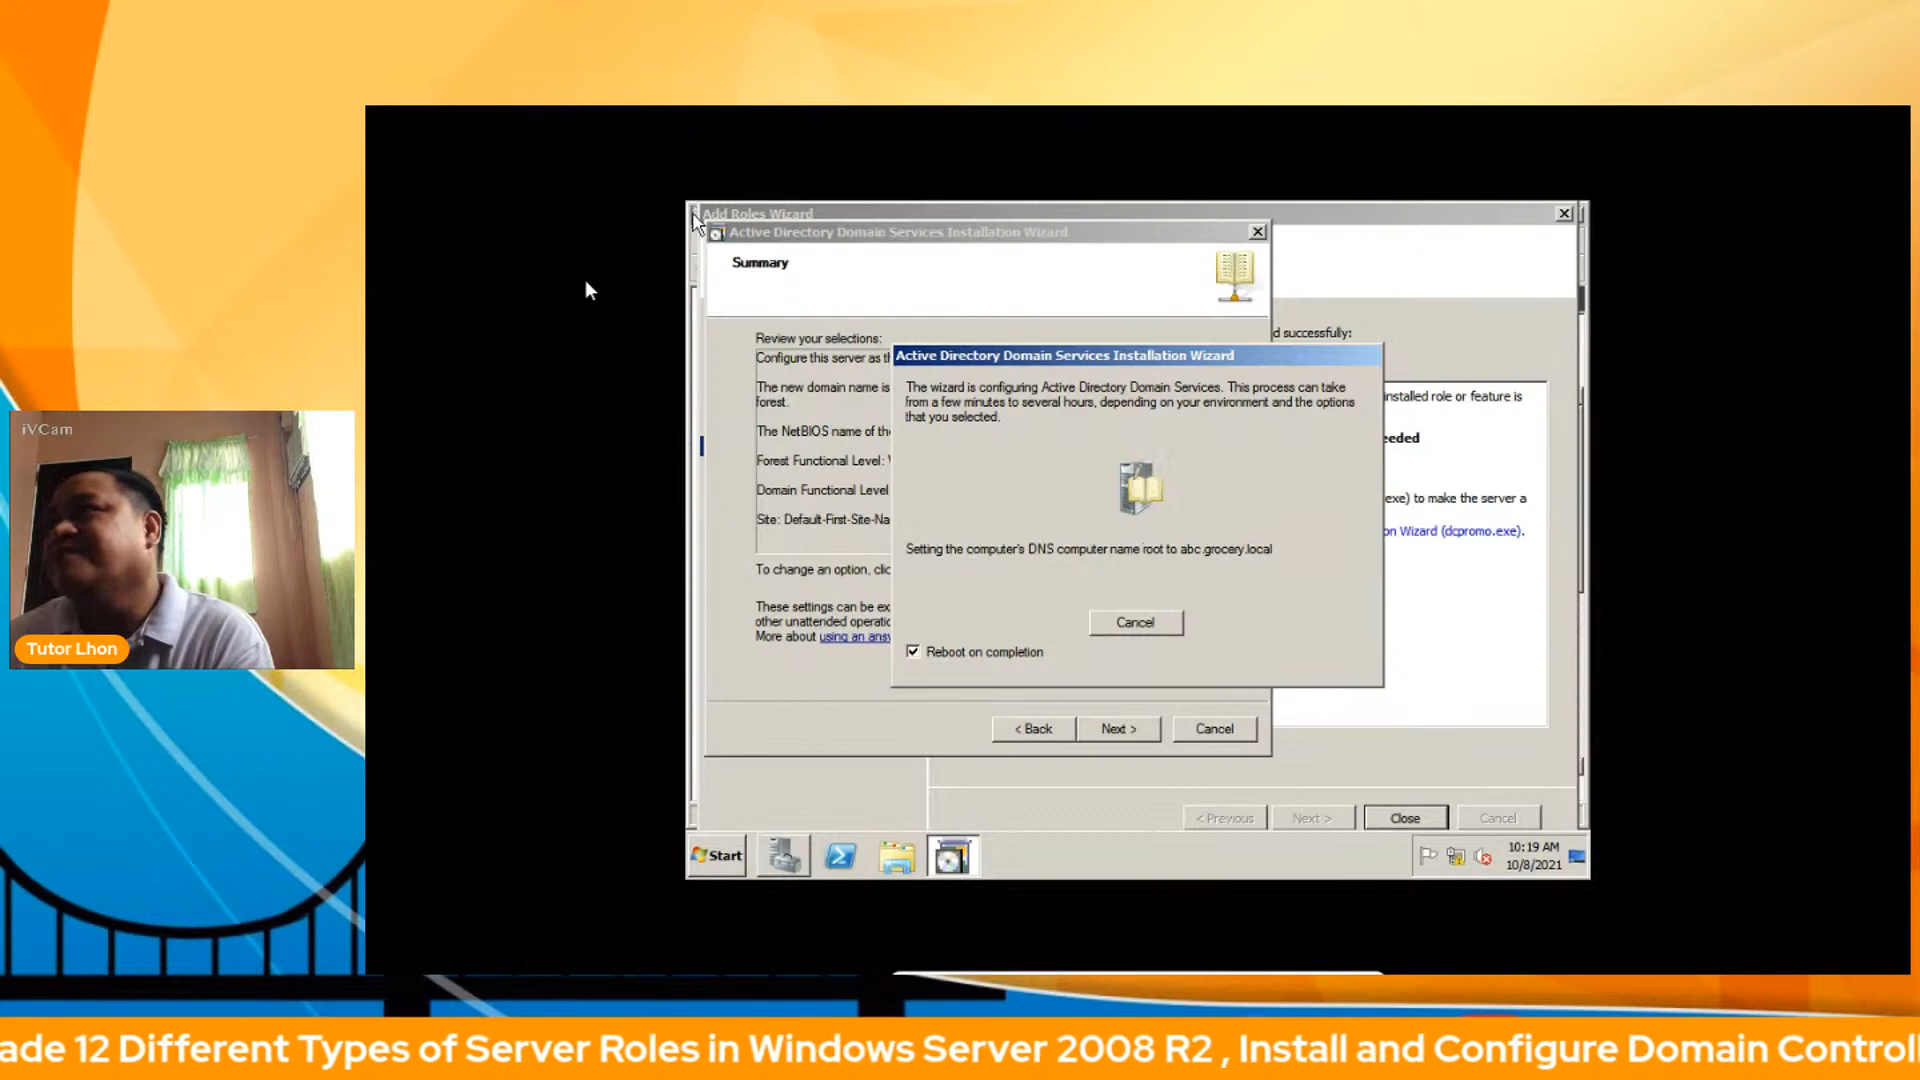 Add Roles Wizard
Active Directory Domain Services Installation Wizard
Summary
Review your selections:
Configure this server as
The new domain name is
forest.
The NetBIOS name of the
Forest Functional Level:
Domain Functional Level
Site: Default-First-Site-Na
To change an option, clic
These settings can be ex
other unattended operatio
More about using an answ
< Back
Next >
Cancel
Active Directory Domain Services Installation Wizard
The wizard is configuring Active Directory Domain Services. This process can take
from a few minutes to several hours, depending on your environment and the options
that you selected.
Setting the computer's DNS computer name root to abc.grocery.local
Cancel
Reboot on completion
d successfully:
installed role or feature is
eeded
exe) to make the server a
on Wizard (dcpromo.exe).
< Previous
Next >
Close
Cancel
Start
10:19 AM
10/8/2021
iVCam
Tutor Lhon
ade 12 Different Types of Server Roles in Windows Server 2008 R2 , Install and Configure Domain Controll